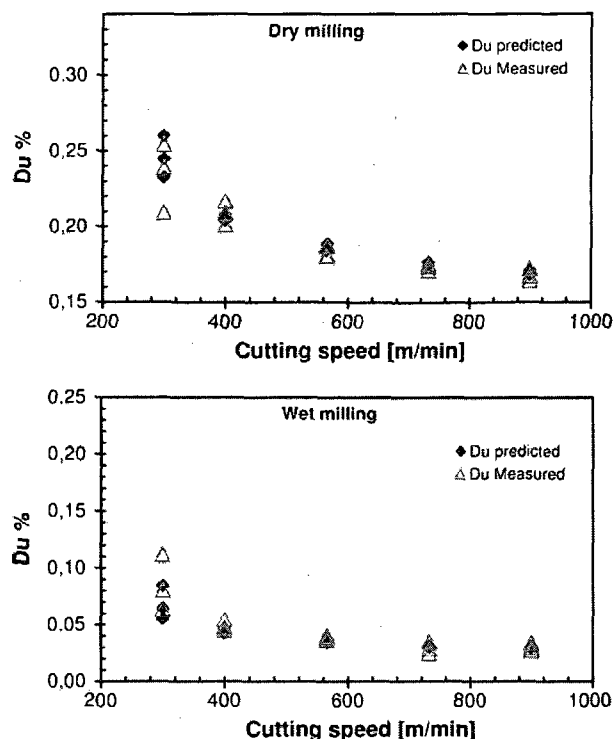 Dry milling
Du predicted
Du Measured
0.30
0,25
0,20
0,15
Du %
200 400 600 800 1000
Cutting speed [m/min]
Wet milling
Du predicted
Du Measured
0,25
0,20
0,15
0,10
0,05
0,00
Du %
200 400 600 800 1000
Cutting speed [m/min]